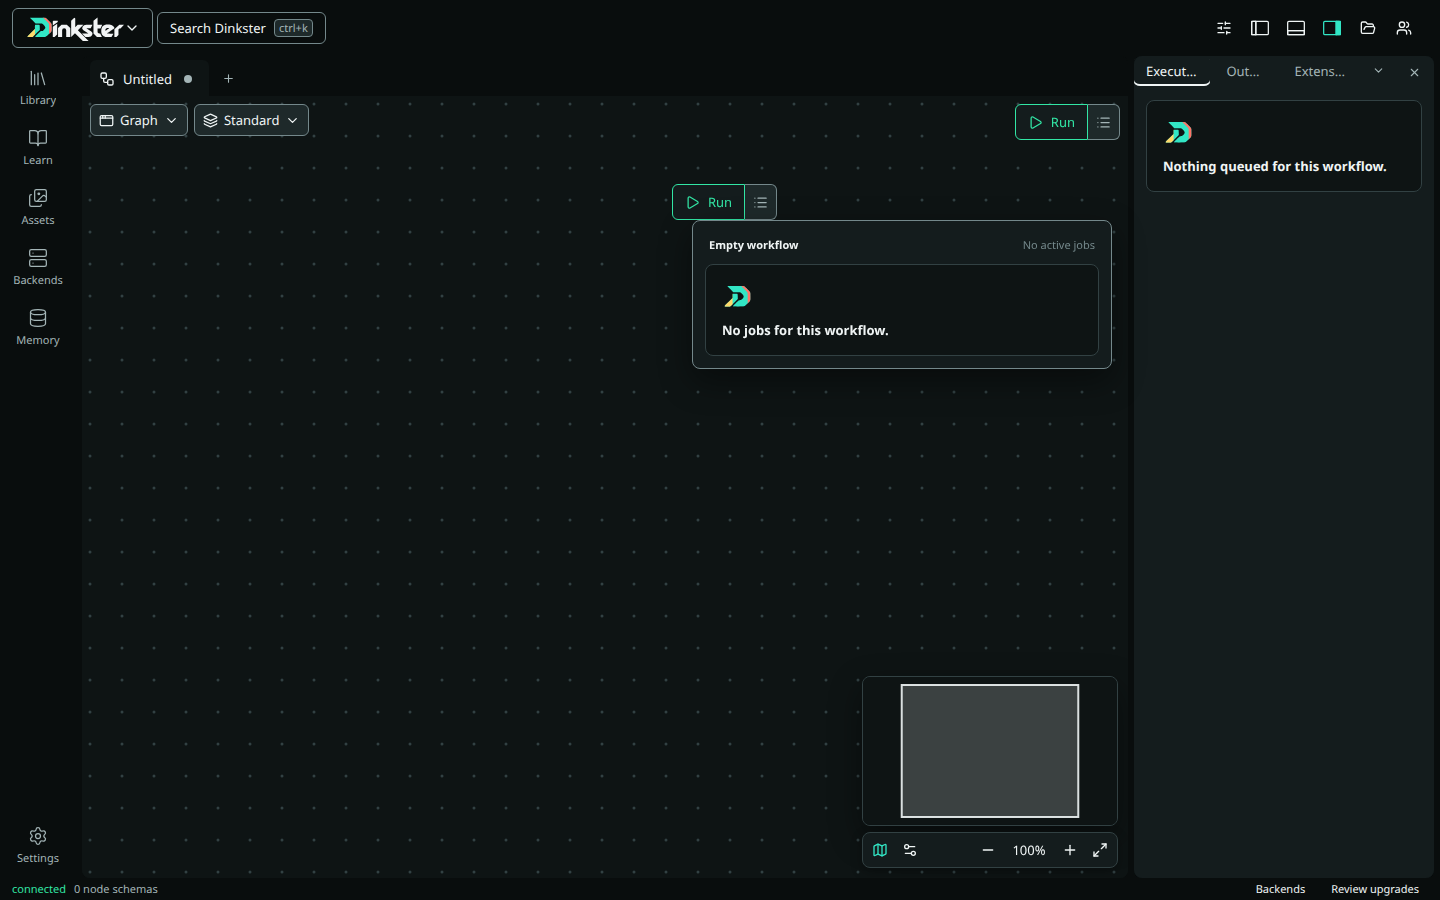 Dinkster
Search Dinkster ctrl+k
Library
Learn
Assets
Backends
Memory
Settings
Untitled
Graph
Standard
Run
Run
Empty workflow
No active jobs
No jobs for this workflow.
100%
Execut...
Out...
Extens...
Nothing queued for this workflow.
connected
0 node schemas
Backends
Review upgrades